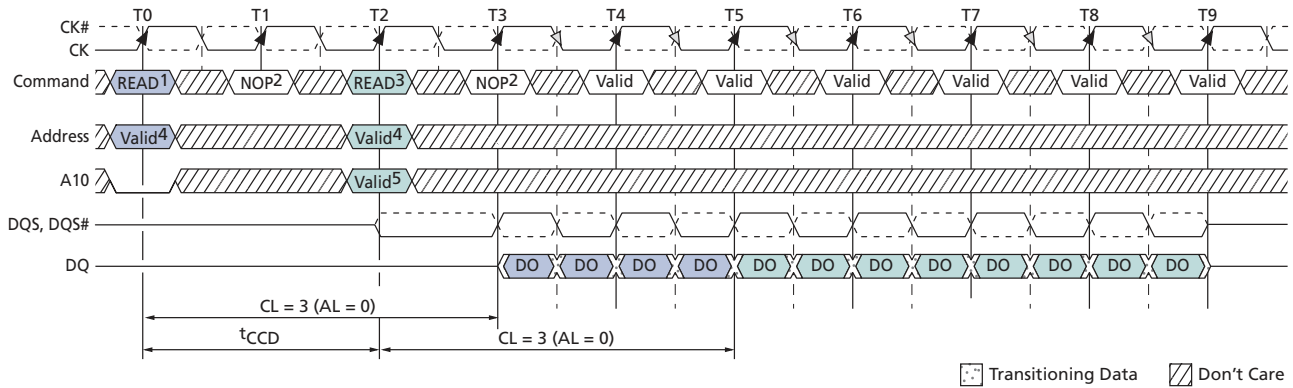 T0 T1 T2 T3 T4 T5 T6 T7 T8 T9
CK#
CK
Command READ1 NOP2 READ3 NOP2 Valid Valid Valid Valid Valid Valid
Address Valid4 Valid4
A10 Valid5
DQS, DQS#
DQ DO DO DO DO DO DO DO DO DO DO DO DO
CL = 3 (AL = 0)
tCCD CL = 3 (AL = 0)
Transitioning Data Don't Care